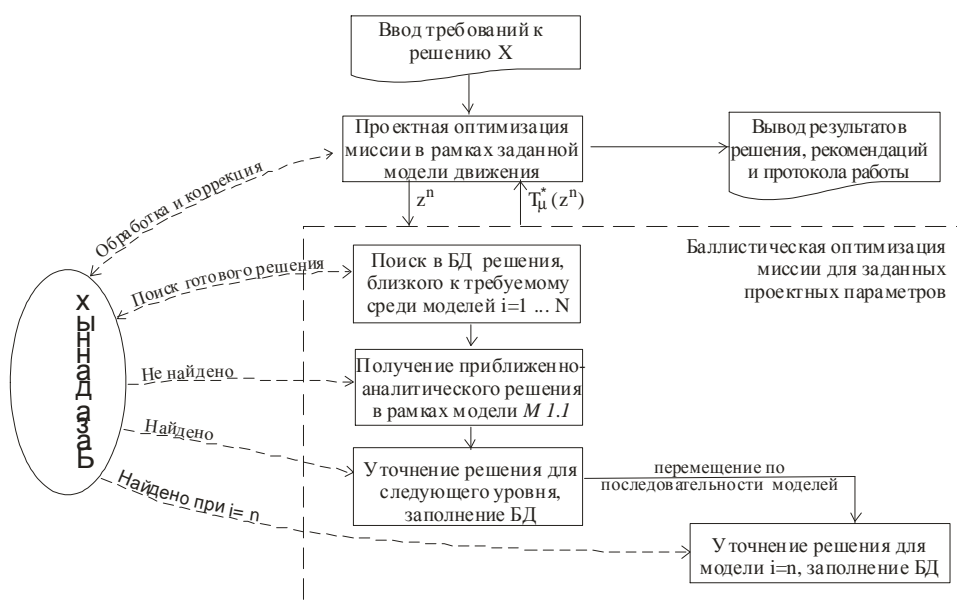 Ввод требований к
решению X
Проектная оптимизация
миссии в рамках заданной
модели движения
Вывод результатов
решения, рекомендаций
и протокола работы
zⁿ
T*μ(zⁿ)
Обработка и коррекция
Баллистическая оптимизация
миссии для заданных
проектных параметров
Поиск готового решения
Поиск в БД решения,
близкого к требуемому
среди моделей i=1 ... N
База данных
Не найдено
Получение приближенно-
аналитического решения
в рамках модели М 1.1
Найдено
Уточнение решения для
следующего уровня,
заполнение БД
перемещение по
последовательности моделей
Найдено при i= n
Уточнение решения для
модели i=n, заполнение БД